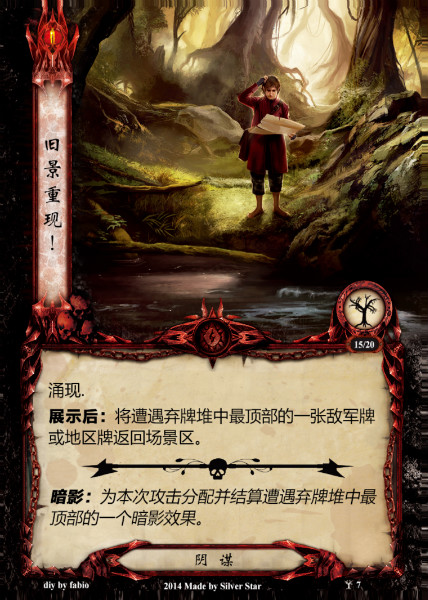 旧景重现！
15/20
涌现.
展示后：将遭遇弃牌堆中最顶部的一张敌军牌
或地区牌返回场景区。
暗影：为本次攻击分配并结算遭遇弃牌堆中最
顶部的一个暗影效果。
阴谋
diy by fabio
2014 Made by Silver Star
7